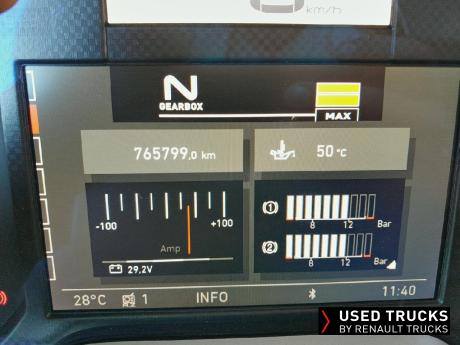 km/h
N
GEARBOX
MAX
765799.0 km
50 °C
-100 +100
Amp
29,2V
(1)
8 12 Bar
(2)
8 12 Bar
28°C 1 INFO 11:40
USED TRUCKS
BY RENAULT TRUCKS